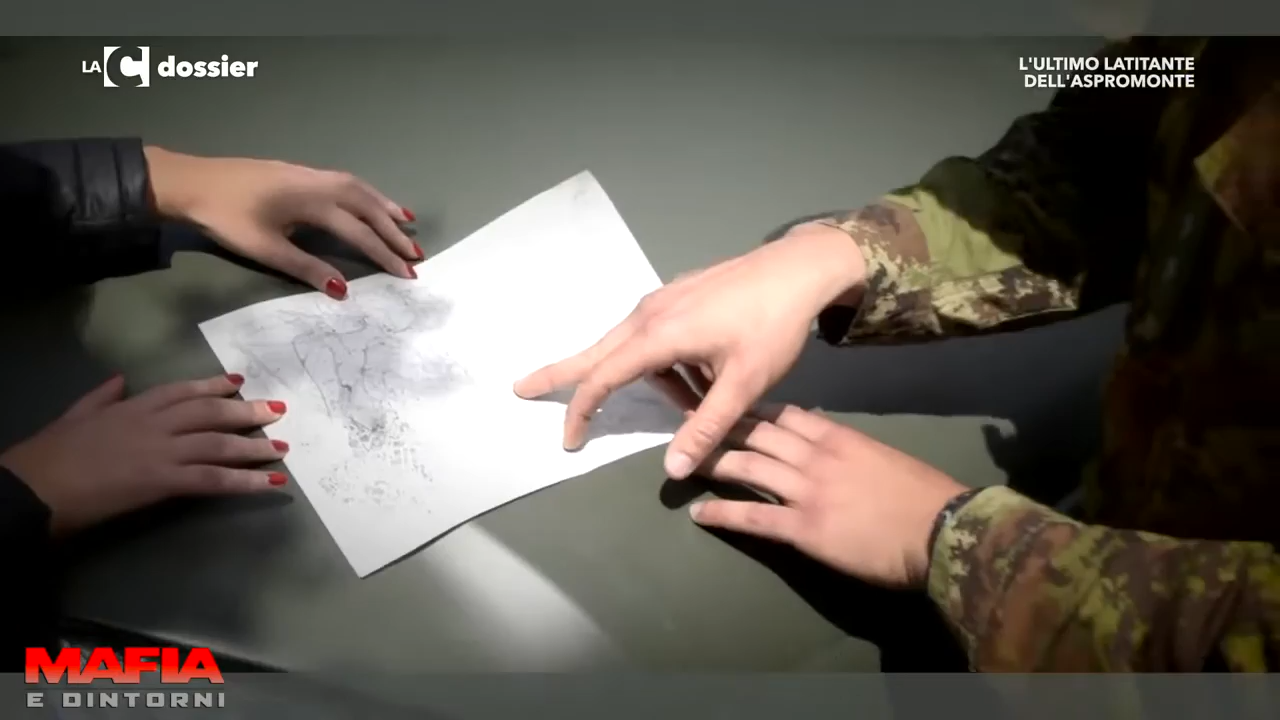 LA C dossier
L'ULTIMO LATITANTE
DELL'ASPROMONTE
MAFIA
E DINTORNI